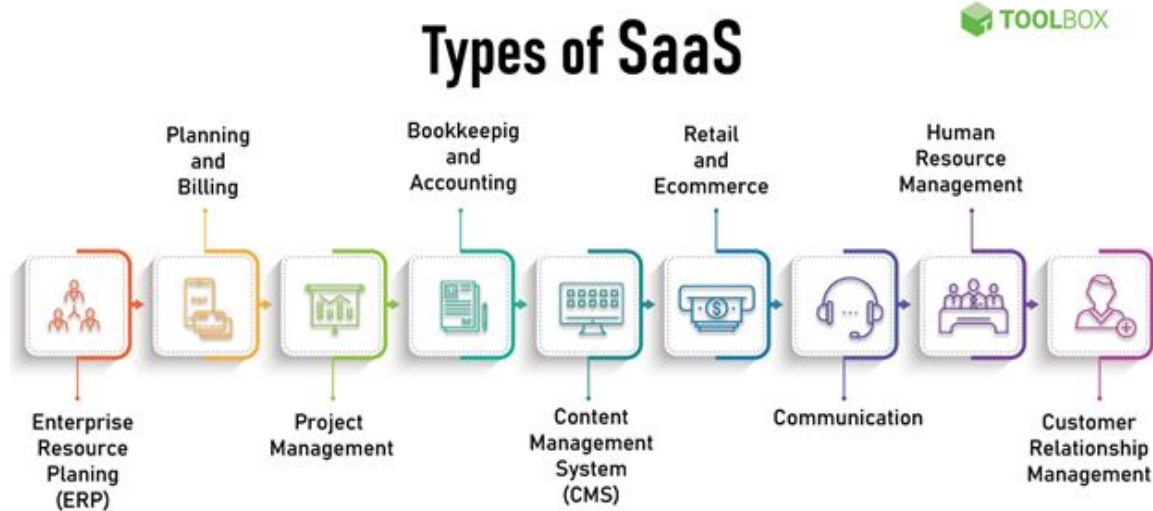 TOOLBOX
Types of SaaS
Enterprise
Resource
Planing
(ERP)
Planning
and
Billing
Project
Management
Bookkeepig
and
Accounting
Content
Management
System
(CMS)
Retail
and
Ecommerce
Communication
Human
Resource
Management
Customer
Relationship
Management